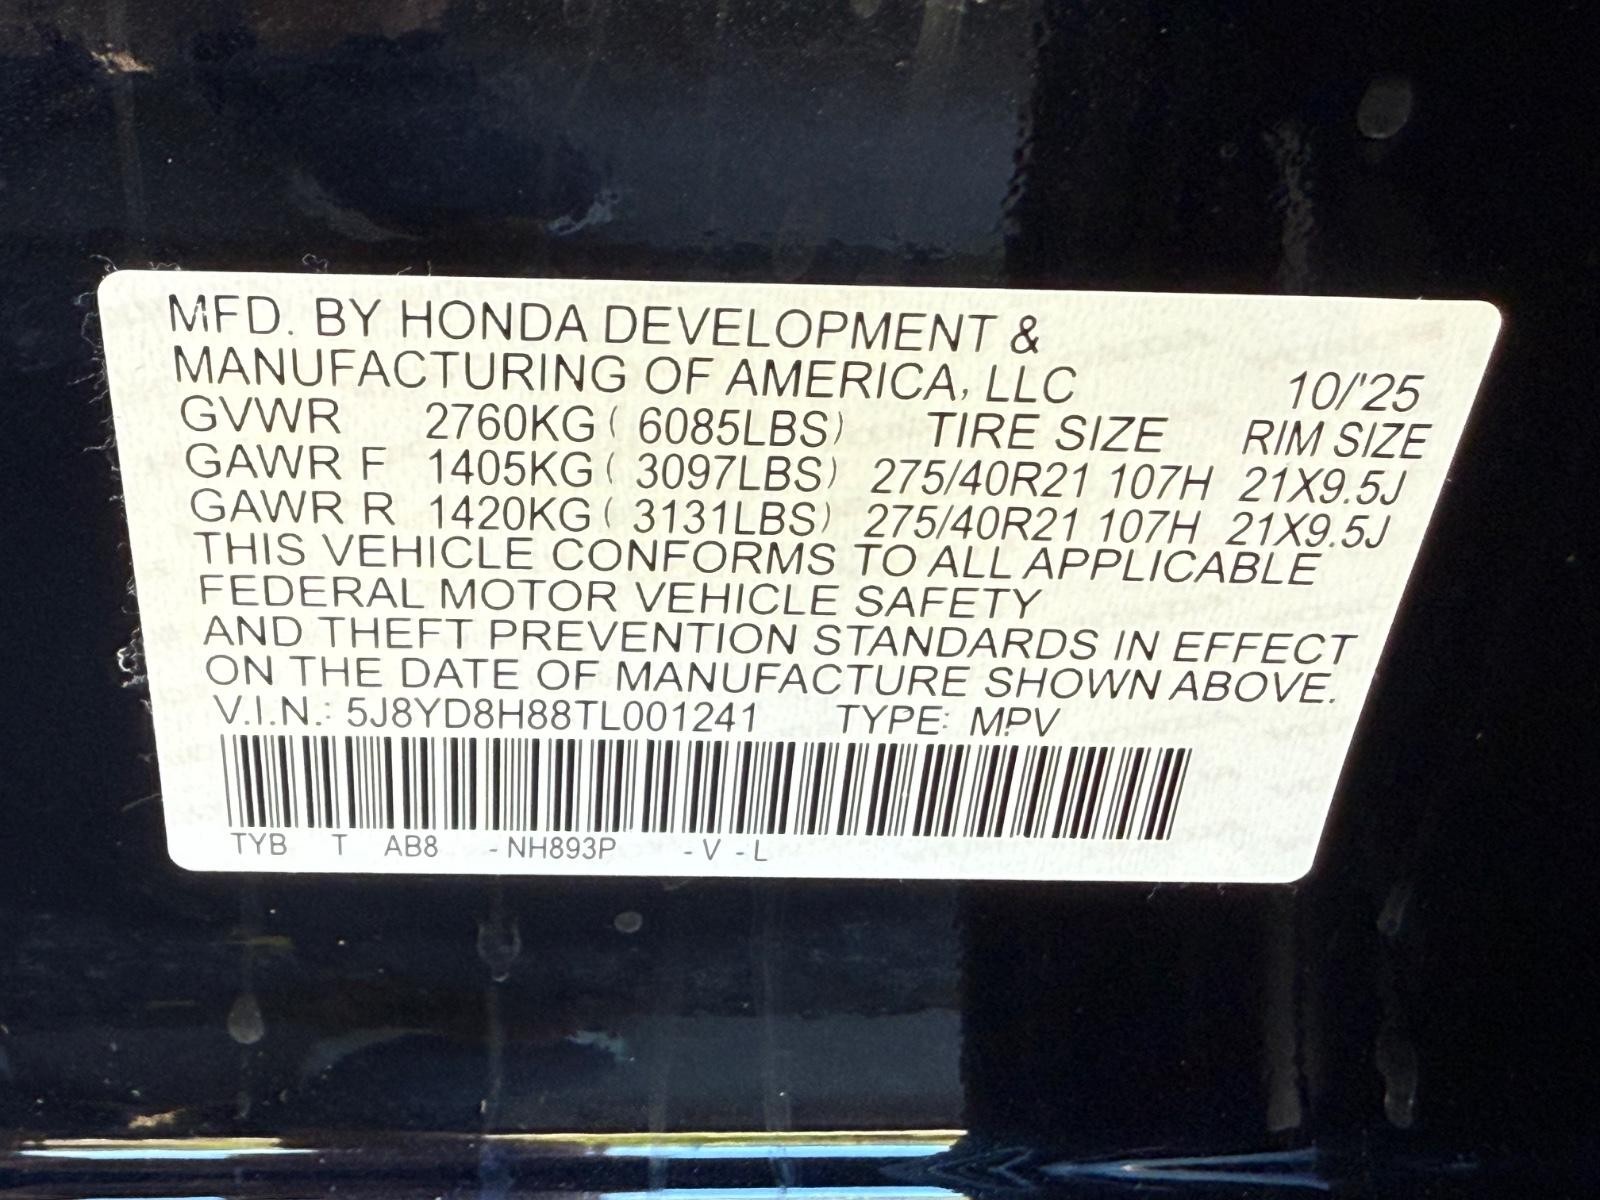 MFD. BY HONDA DEVELOPMENT &
MANUFACTURING OF AMERICA, LLC 10/'25
GVWR 2760KG ( 6085LBS) TIRE SIZE RIM SIZE
GAWR F 1405KG ( 3097LBS) 275/40R21 107H 21X9.5J
GAWR R 1420KG ( 3131LBS) 275/40R21 107H 21X9.5J
THIS VEHICLE CONFORMS TO ALL APPLICABLE
FEDERAL MOTOR VEHICLE SAFETY
AND THEFT PREVENTION STANDARDS IN EFFECT
ON THE DATE OF MANUFACTURE SHOWN ABOVE.
V.I.N.: 5J8YD8H88TL001241 TYPE: MPV
TYB T AB8 - NH893P - V - L